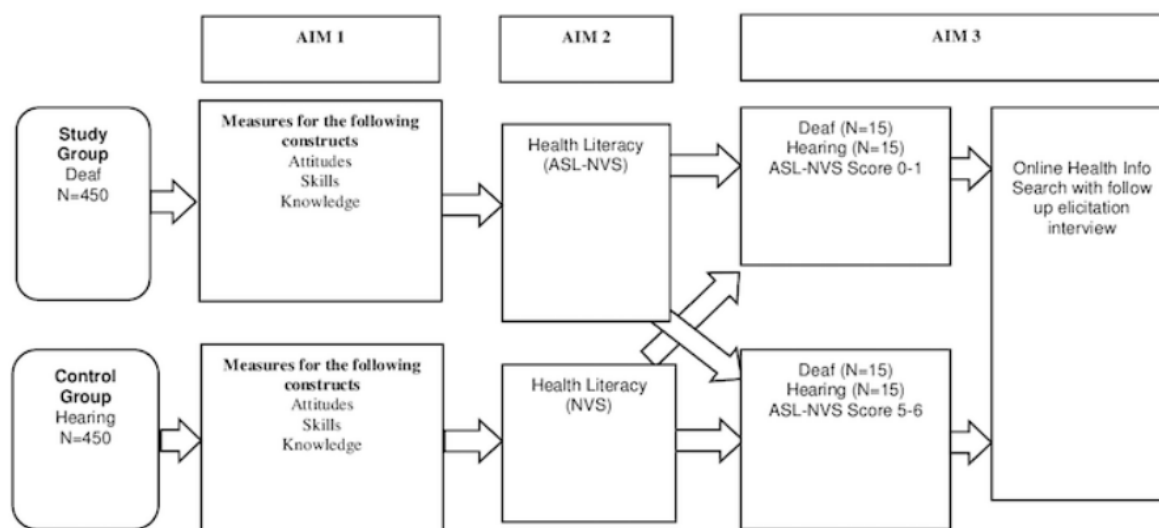 AIM 1
AIM 2
AIM 3
Study
Group
Deaf
N=450
Measures for the following
constructs
Attitudes
Skills
Knowledge
Health Literacy
(ASL-NVS)
Deaf (N=15)
Hearing (N=15)
ASL-NVS Score 0-1
Online Health Info
Search with follow
up elicitation
interview
Control
Group
Hearing
N=450
Measures for the following
constructs
Attitudes
Skills
Knowledge
Health Literacy
(NVS)
Deaf (N=15)
Hearing (N=15)
ASL-NVS Score 5-6